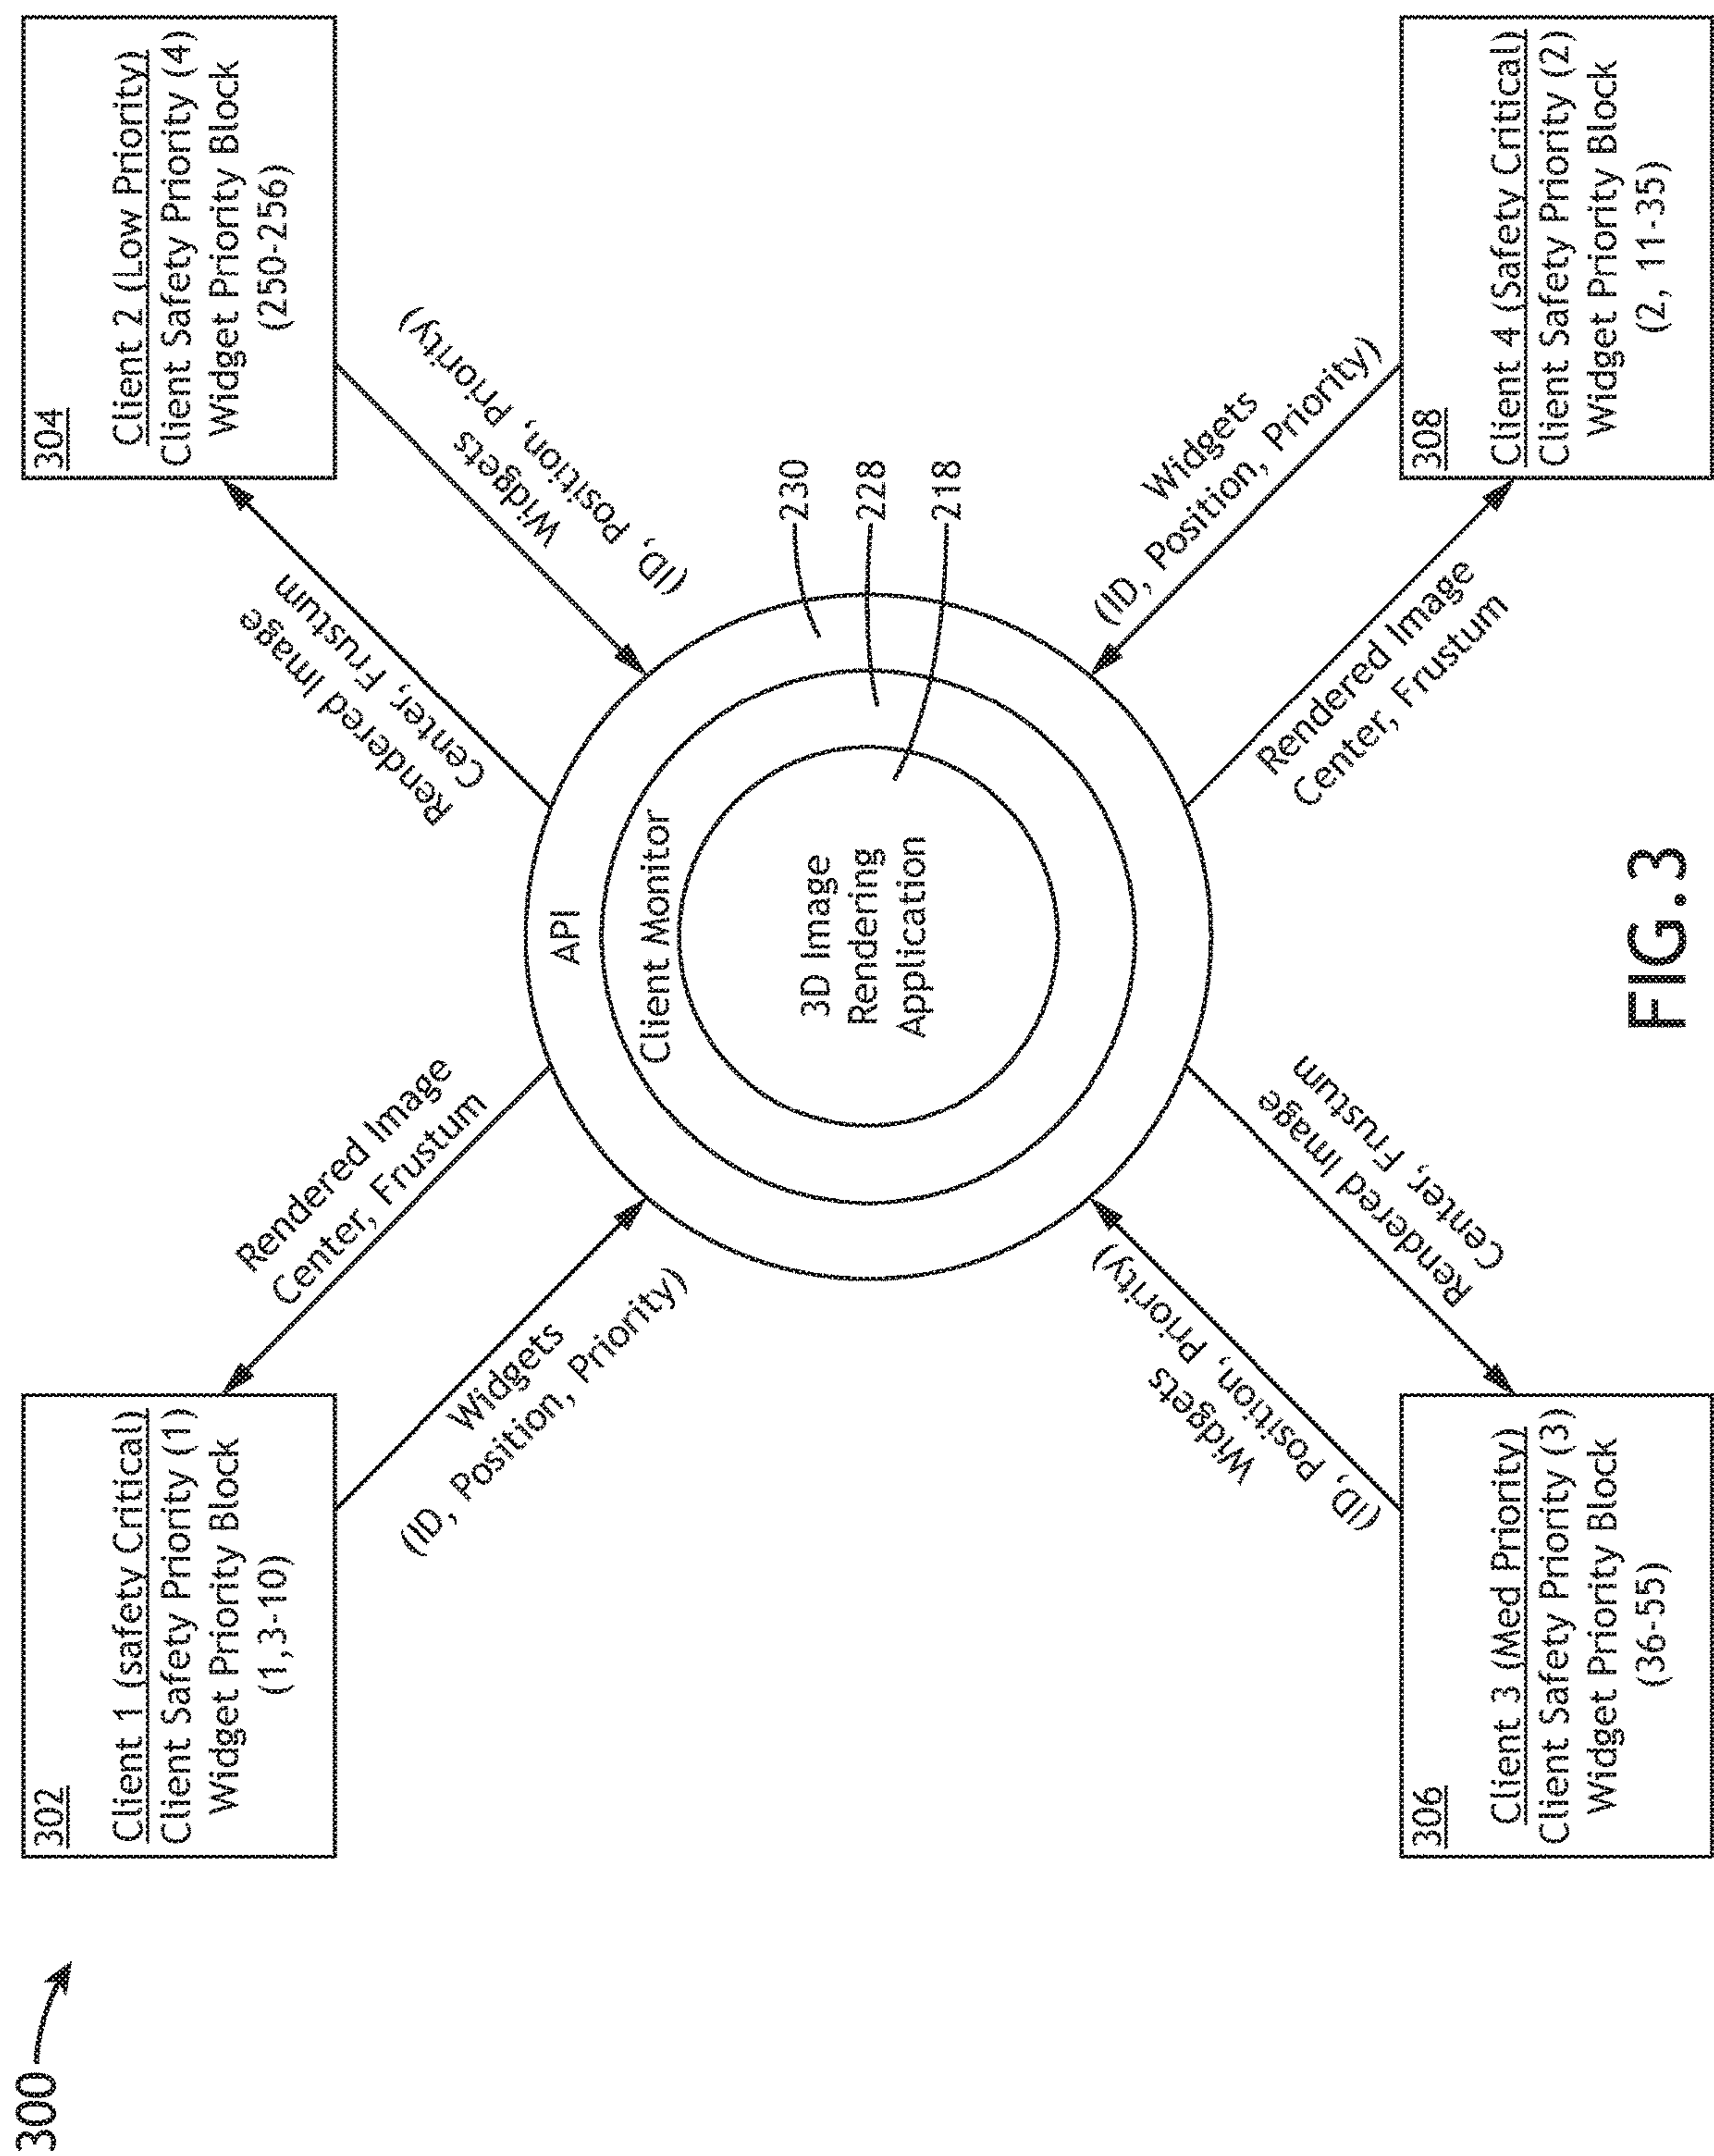 300
302
Client 1 (safety Critical)
Client Safety Priority (1)
Widget Priority Block
(1,3-10)
304
Client 2 (Low Priority)
Client Safety Priority (4)
Widget Priority Block
(250-256)
Rendered Image
Center, Frustum
Widgets
(ID, Position, Priority)
Rendered Image
Center, Frustum
Widgets
(ID, Position, Priority)
API
Client Monitor
3D Image
Rendering
Application
230
228
218
Widgets
(ID, Position, Priority)
Rendered Image
Center, Frustum
Widgets
(ID, Position, Priority)
Rendered Image
Center, Frustum
306
Client 3 (Med Priority)
Client Safety Priority (3)
Widget Priority Block
(36-55)
308
Client 4 (Safety Critical)
Client Safety Priority (2)
Widget Priority Block
(2, 11-35)
FIG.3